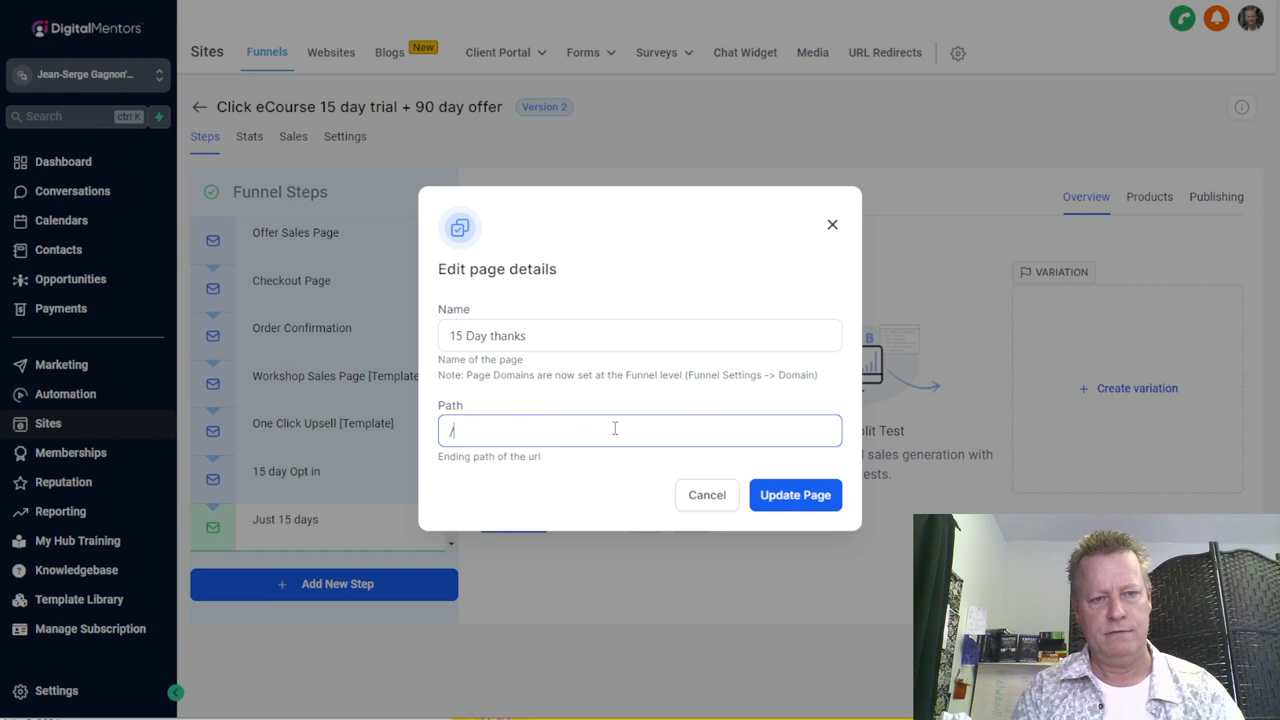 DigitalMentors
Sites
Funnels
Websites
Blogs
New
Client Portal
Forms
Surveys
Chat Widget
Media
URL Redirects
Jean-Serge Gagnon'...
Search
ctrl K
Click eCourse 15 day trial + 90 day offer
Version 2
Steps
Stats
Sales
Settings
Dashboard
Conversations
Calendars
Contacts
Opportunities
Payments
Marketing
Automation
Sites
Memberships
Reputation
Reporting
My Hub Training
Knowledgebase
Template Library
Manage Subscription
Settings
Funnel Steps
Offer Sales Page
Checkout Page
Order Confirmation
Workshop Sales Page [Template
One Click Upsell [Template]
15 day Opt in
Just 15 days
+ Add New Step
Edit page details
Name
15 Day thanks
Name of the page
Note: Page Domains are now set at the Funnel level (Funnel Settings -> Domain)
Path
/
Ending path of the url
Cancel
Update Page
Overview
Products
Publishing
VARIATION
+ Create variation
plit Test
sales generation with
tests.